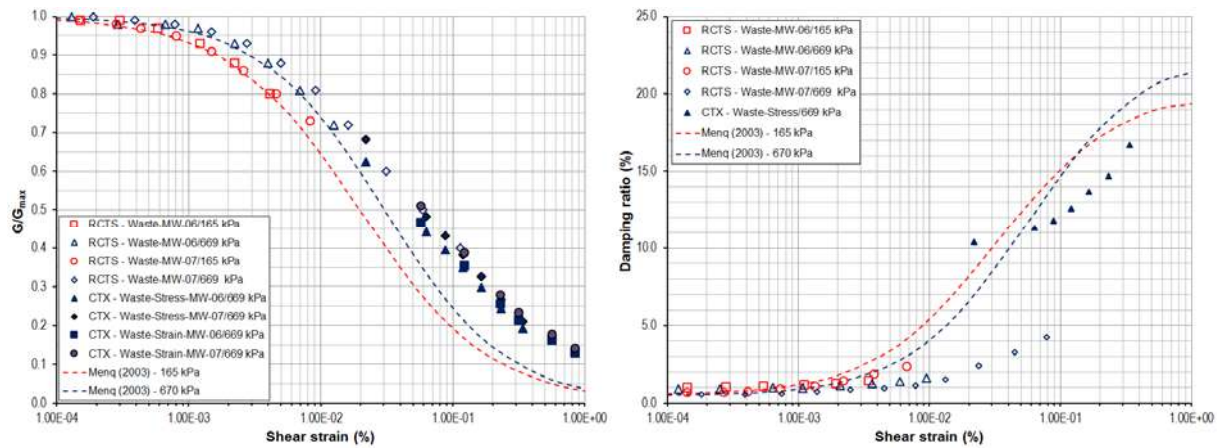 1.0
0.9
0.8
0.7
0.6
0.5
0.4
0.3
0.2
0.1
0.0
G/Gmax
RCTS - Waste-MW-06/165 kPa
RCTS - Waste-MW-06/669 kPa
RCTS - Waste-MW-07/165 kPa
RCTS - Waste-MW-07/669 kPa
CTX - Waste-Stress-MW-06/669 kPa
CTX - Waste-Stress-MW-07/669 kPa
CTX - Waste-Strain-MW-06/669 kPa
CTX - Waste-Strain-MW-07/669 kPa
Menq (2003) - 165 kPa
Menq (2003) - 670 kPa
1.00E-04 1.00E-03 1.00E-02 1.00E-01 1.00E+00
Shear strain (%)
25.0
20.0
15.0
10.0
5.0
0.0
Damping ratio (%)
RCTS - Waste-MW-06/165 kPa
RCTS - Waste-MW-06/669 kPa
RCTS - Waste-MW-07/165 kPa
RCTS - Waste-MW-07/669 kPa
CTX - Waste-Stress/669 kPa
Menq (2003) - 165 kPa
Menq (2003) - 670 kPa
1.00E-04 1.00E-03 1.00E-02 1.00E-01 1.00E+00
Shear strain (%)